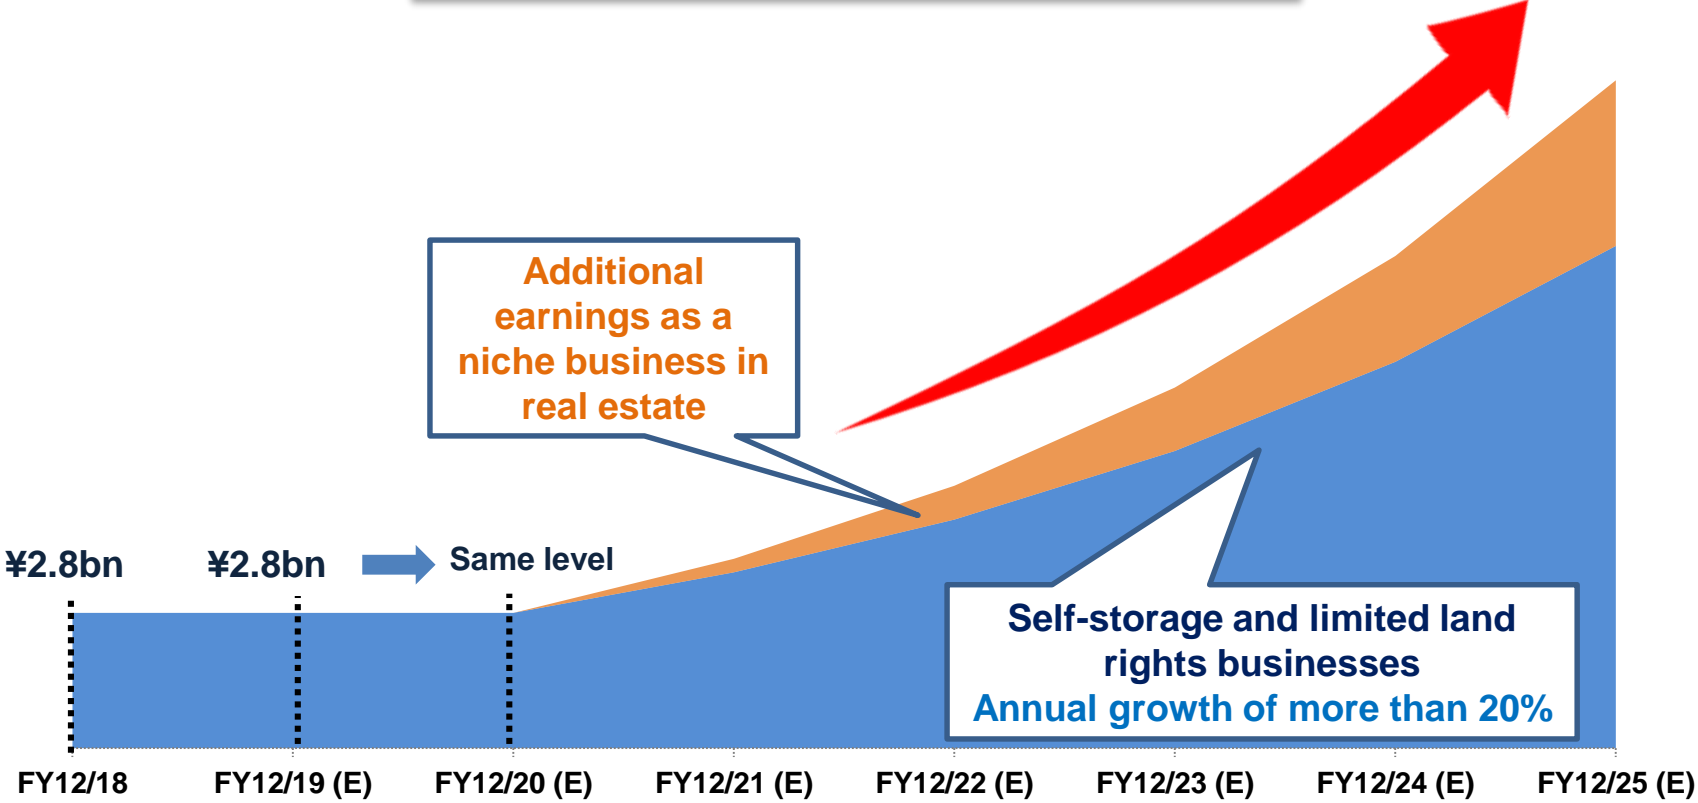 Additional
earnings as a
niche business in
real estate
¥2.8bn
¥2.8bn
Same level
Self-storage and limited land
rights businesses
Annual growth of more than 20%
FY12/18
FY12/19 (E)
FY12/20 (E)
FY12/21 (E)
FY12/22 (E)
FY12/23 (E)
FY12/24 (E)
FY12/25 (E)